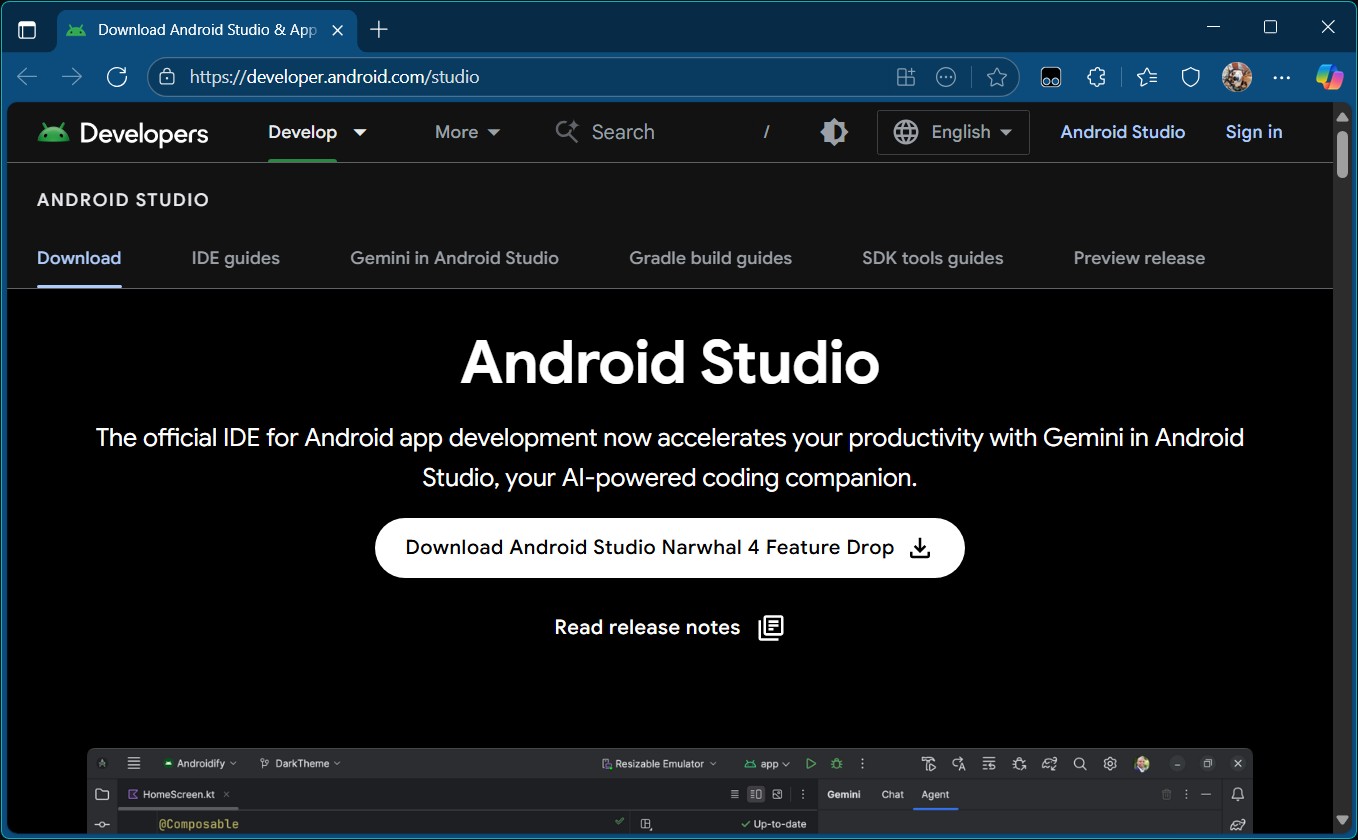 Download Android Studio & App
https://developer.android.com/studio
Developers
Develop
More
Search
/
English
Android Studio
Sign in
ANDROID STUDIO
Download
IDE guides
Gemini in Android Studio
Gradle build guides
SDK tools guides
Preview release
Android Studio
The official IDE for Android app development now accelerates your productivity with Gemini in Android
Studio, your AI-powered coding companion.
Download Android Studio Narwhal 4 Feature Drop
Read release notes
Androidify
DarkTheme
Resizable Emulator
app
HomeScreen.kt
Gemini
Chat
Agent
@Composable
Up-to-date